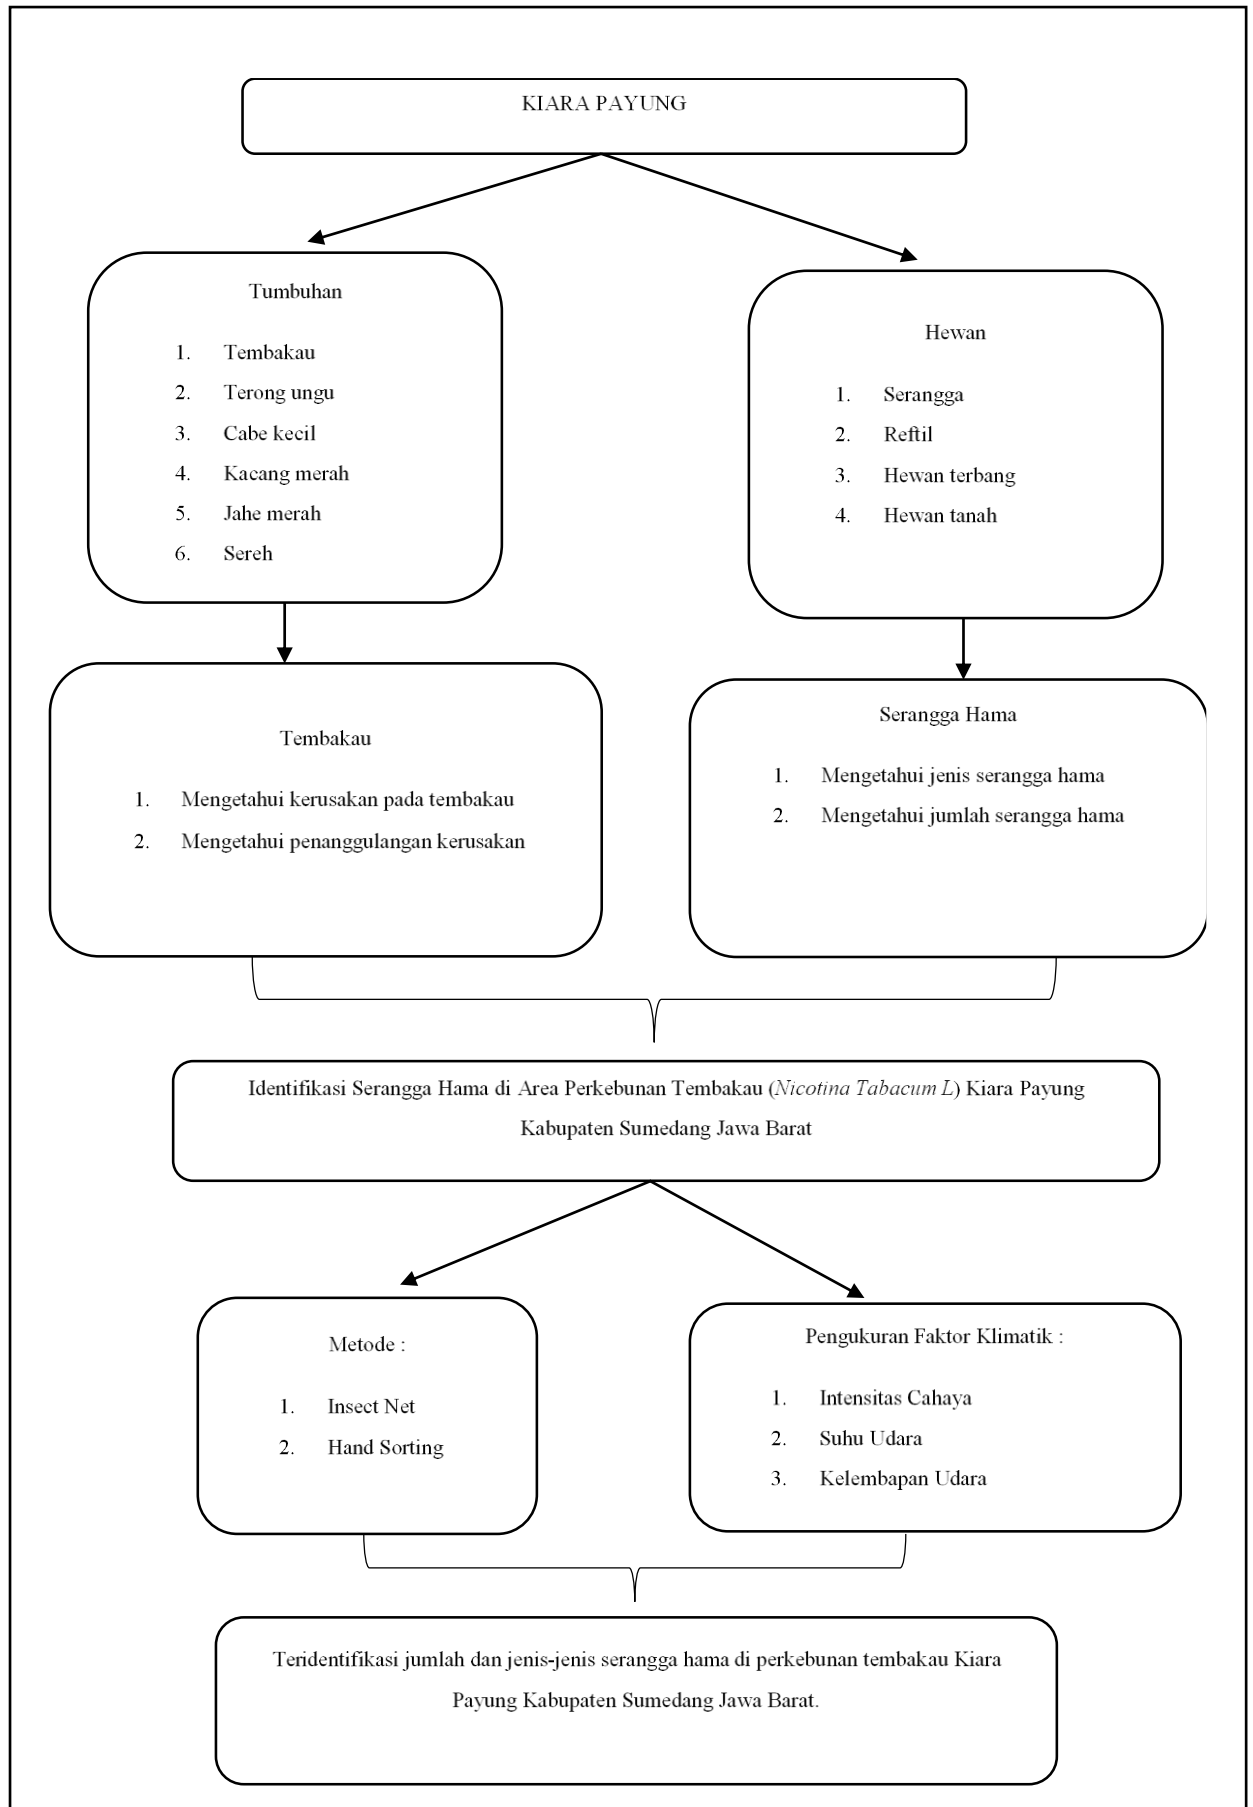 KIARA PAYUNG
Tumbuhan
1. Tembakau
2. Terong ungu
3. Cabe kecil
4. Kacang merah
5. Jahe merah
6. Sereh
Hewan
1. Serangga
2. Reftil
3. Hewan terbang
4. Hewan tanah
Tembakau
1. Mengetahui kerusakan pada tembakau
2. Mengetahui penanggulangan kerusakan
Serangga Hama
1. Mengetahui jenis serangga hama
2. Mengetahui jumlah serangga hama
Identifikasi Serangga Hama di Area Perkebunan Tembakau (Nicotina Tabacum L) Kiara Payung
Kabupaten Sumedang Jawa Barat
Metode :
1. Insect Net
2. Hand Sorting
Pengukuran Faktor Klimatik :
1. Intensitas Cahaya
2. Suhu Udara
3. Kelembapan Udara
Teridentifikasi jumlah dan jenis-jenis serangga hama di perkebunan tembakau Kiara
Payung Kabupaten Sumedang Jawa Barat.